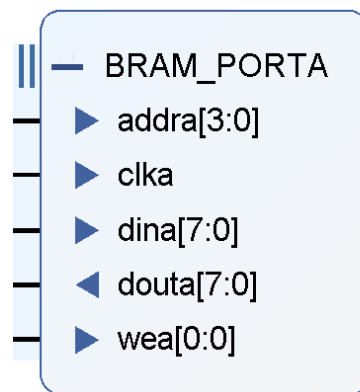 BRAM_PORTA
addra[3:0]
clka
dina[7:0]
douta[7:0]
wea[0:0]